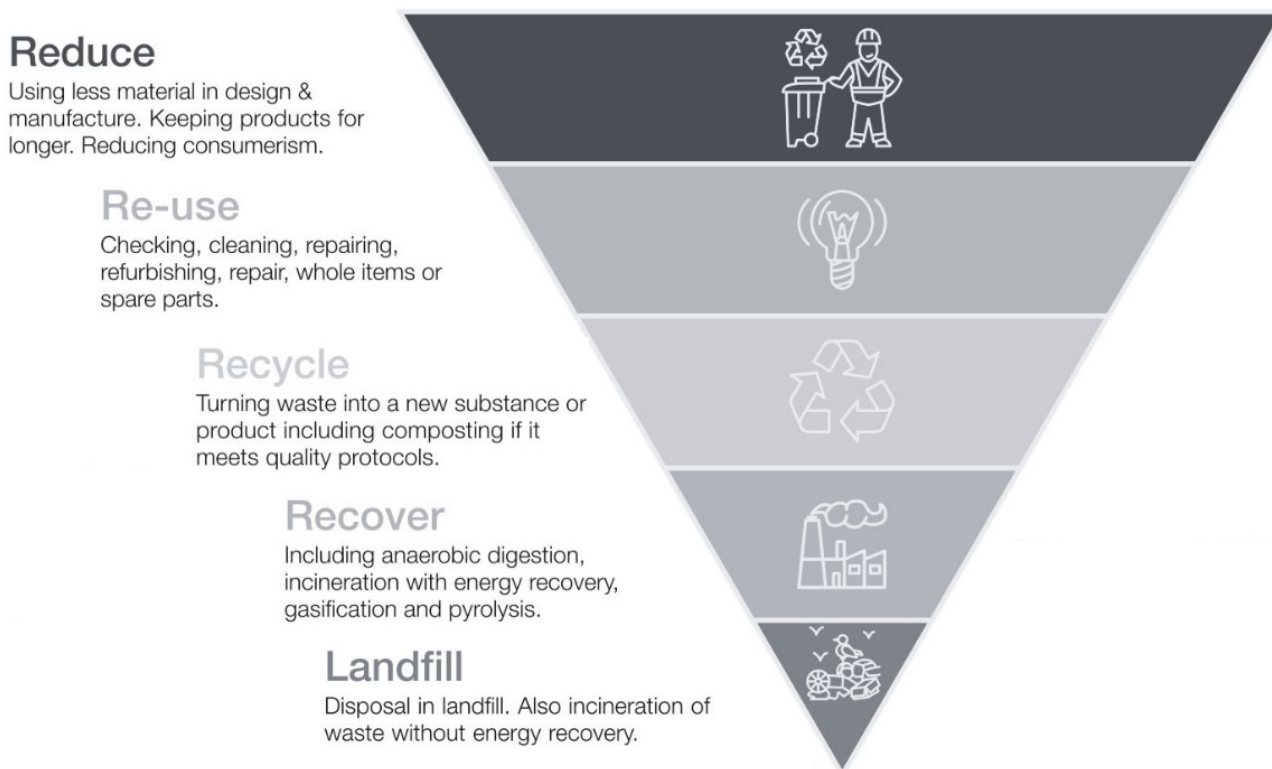 Reduce
Using less material in design &
manufacture. Keeping products for
longer. Reducing consumerism.
Re-use
Checking, cleaning, repairing,
refurbishing, repair, whole items or
spare parts.
Recycle
Turning waste into a new substance or
product including composting if it
meets quality protocols.
Recover
Including anaerobic digestion,
incineration with energy recovery,
gasification and pyrolysis.
Landfill
Disposal in landfill. Also incineration of
waste without energy recovery.